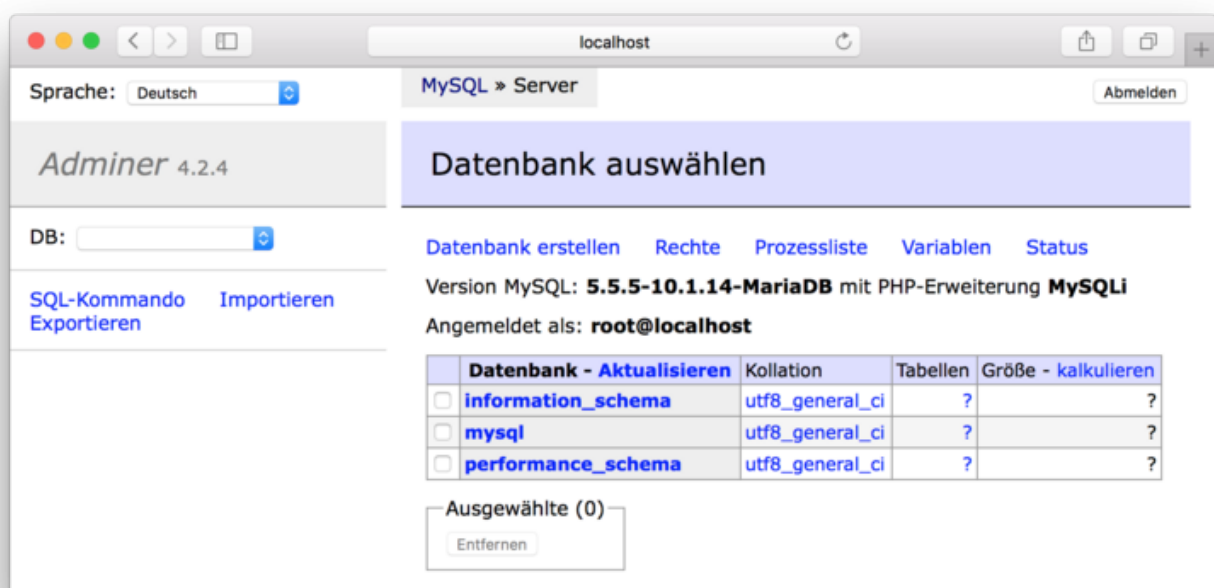 localhost
Sprache: Deutsch
MySQL » Server
Abmelden
Adminer 4.2.4
Datenbank auswählen
DB:
Datenbank erstellen Rechte Prozessliste Variablen Status
SQL-Kommando Importieren
Exportieren
Version MySQL: 5.5.5-10.1.14-MariaDB mit PHP-Erweiterung MySQLi
Angemeldet als: root@localhost
Datenbank - Aktualisieren Kollation Tabellen Größe - kalkulieren
information_schema utf8_general_ci ? ?
mysql utf8_general_ci ? ?
performance_schema utf8_general_ci ? ?
Ausgewählte (0)
Entfernen